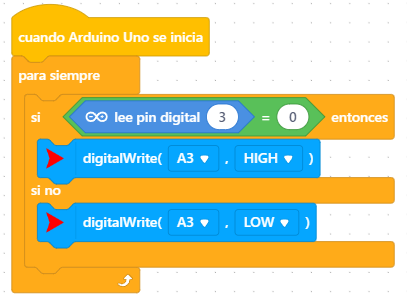 cuando Arduino Uno se inicia
para siempre
si lee pin digital 3 = 0 entonces
digitalWrite( A3 , HIGH )
si no
digitalWrite( A3 , LOW )